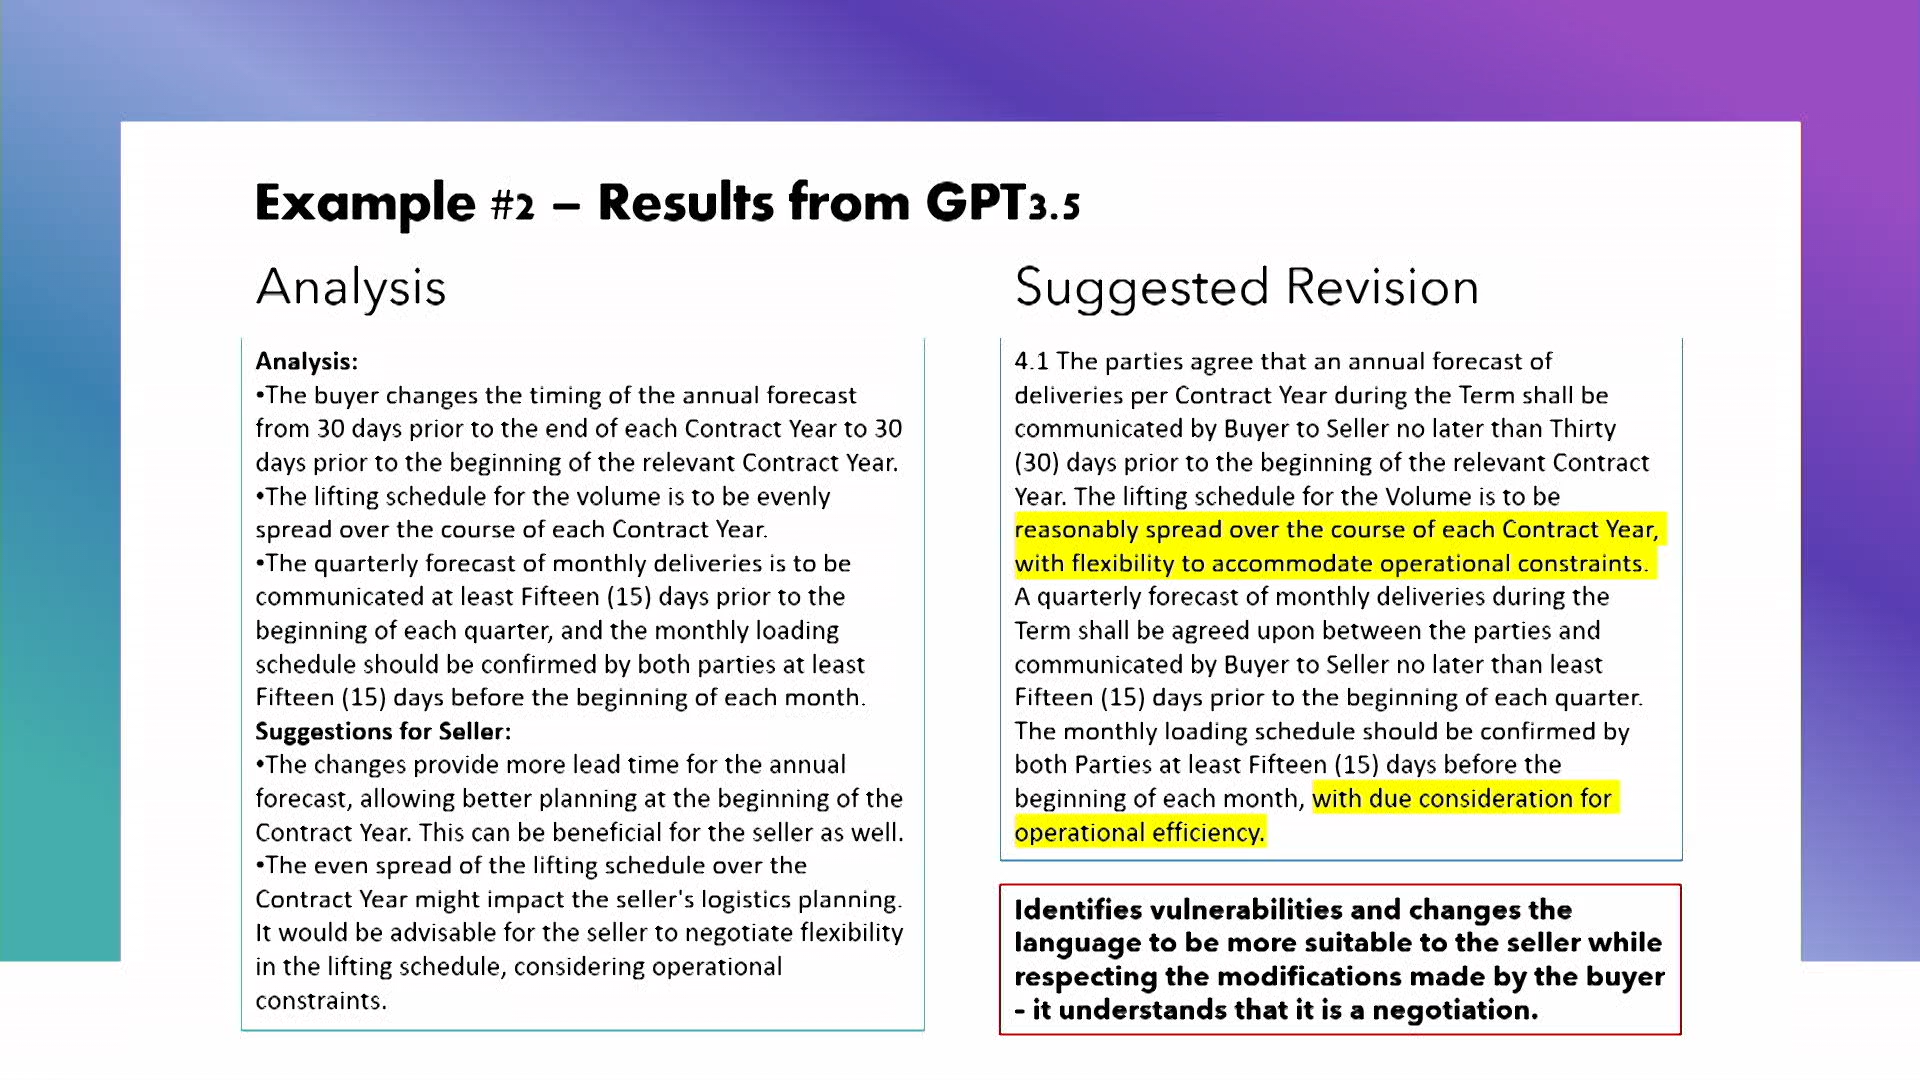 Example #2 – Results from GPT3.5
Analysis
Analysis:
•The buyer changes the timing of the annual forecast
from 30 days prior to the end of each Contract Year to 30
days prior to the beginning of the relevant Contract Year.
•The lifting schedule for the volume is to be evenly
spread over the course of each Contract Year.
•The quarterly forecast of monthly deliveries is to be
communicated at least Fifteen (15) days prior to the
beginning of each quarter, and the monthly loading
schedule should be confirmed by both parties at least
Fifteen (15) days before the beginning of each month.
Suggestions for Seller:
•The changes provide more lead time for the annual
forecast, allowing better planning at the beginning of the
Contract Year. This can be beneficial for the seller as well.
•The even spread of the lifting schedule over the
Contract Year might impact the seller's logistics planning.
It would be advisable for the seller to negotiate flexibility
in the lifting schedule, considering operational
constraints.
Suggested Revision
4.1 The parties agree that an annual forecast of
deliveries per Contract Year during the Term shall be
communicated by Buyer to Seller no later than Thirty
(30) days prior to the beginning of the relevant Contract
Year. The lifting schedule for the Volume is to be
reasonably spread over the course of each Contract Year,
with flexibility to accommodate operational constraints.
A quarterly forecast of monthly deliveries during the
Term shall be agreed upon between the parties and
communicated by Buyer to Seller no later than least
Fifteen (15) days prior to the beginning of each quarter.
The monthly loading schedule should be confirmed by
both Parties at least Fifteen (15) days before the
beginning of each month, with due consideration for
operational efficiency.
Identifies vulnerabilities and changes the
language to be more suitable to the seller while
respecting the modifications made by the buyer
- it understands that it is a negotiation.